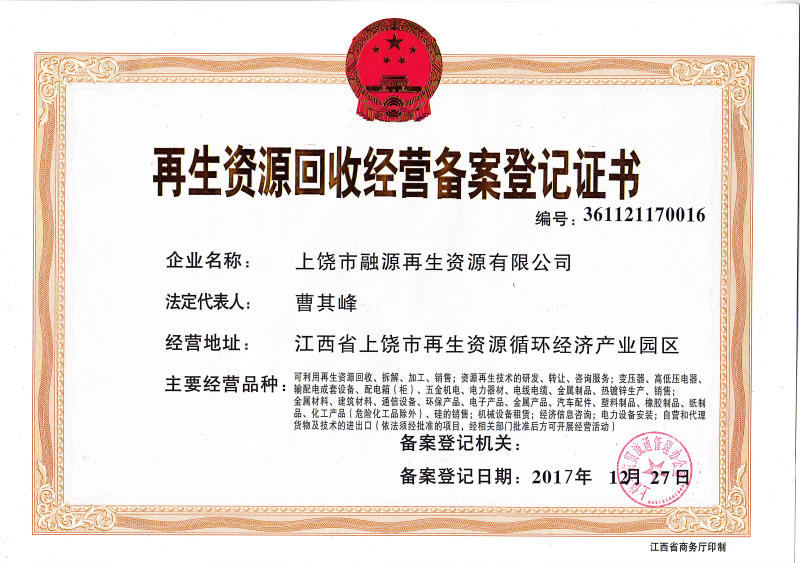 再生资源回收经营备案登记证书
编号：361121170016
企业名称： 上饶市融源再生资源有限公司
法定代表人： 曹其峰
经营地址： 江西省上饶市再生资源循环经济产业园区
主要经营品种：可利用再生资源回收、拆解、加工、销售；资源再生技术的研发、转让、咨询服务；变压器、高低压电器、
输配电成套设备、配电箱（柜）、五金机电、电力器材、电线电缆、金属制品、热镀锌生产、销售；
金属材料、建筑材料、通信设备、环保产品、电子产品、金属产品、汽车配件、塑料制品、橡胶制品、纸制
品、化工产品（危险化工品除外）、硅的销售；机械设备租赁；经济信息咨询；电力设备安装；自营和代理
货物及技术的进出口（依法须经批准的项目，经相关部门批准后方可开展经营活动）
备案登记机关：
备案登记日期：2017年 12月 27日
江西省商务厅印制